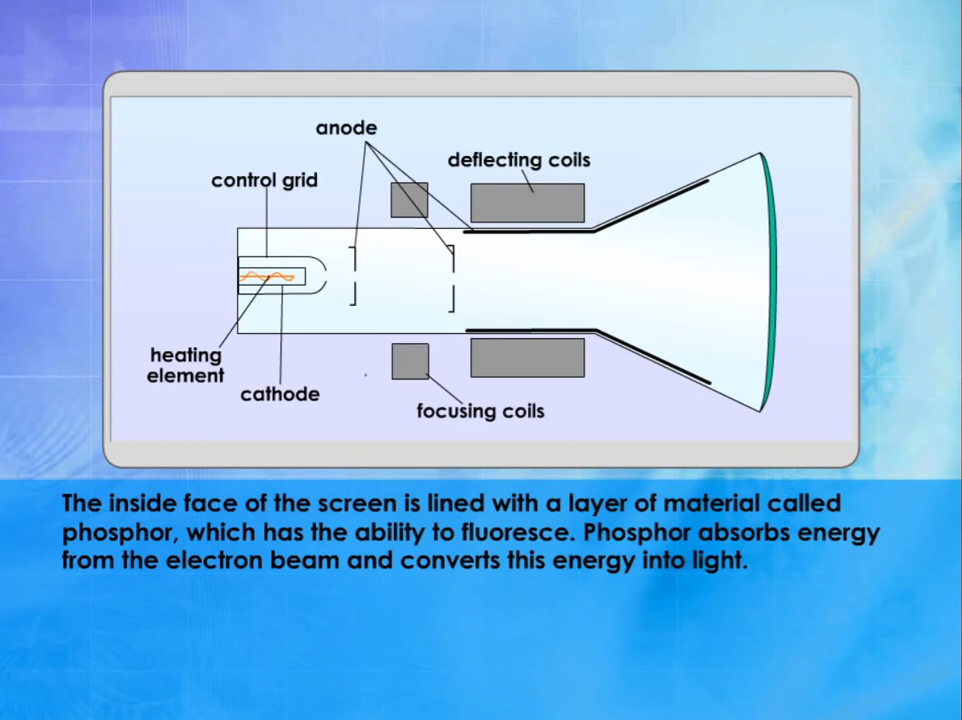 anode
deflecting coils
control grid
heating
element
cathode
focusing coils
The inside face of the screen is lined with a layer of material called
phosphor, which has the ability to fluoresce. Phosphor absorbs energy
from the electron beam and converts this energy into light.